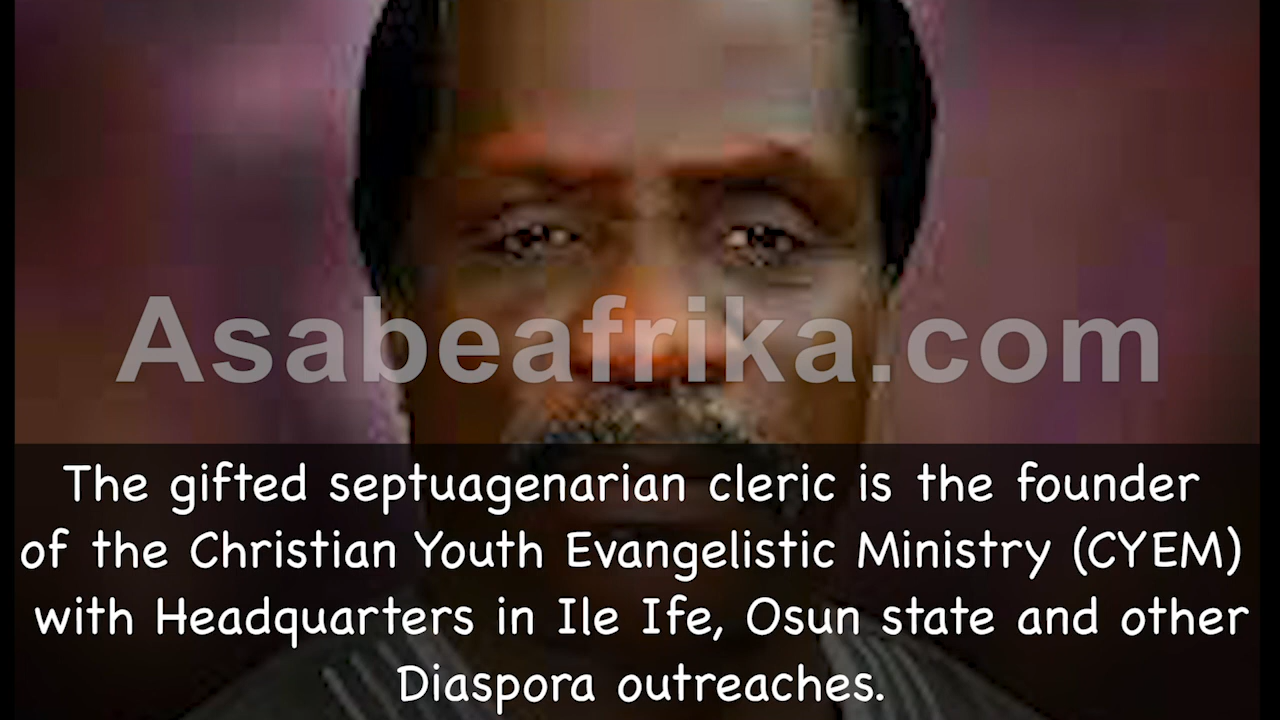 Asabeafrika.com
The gifted septuagenarian cleric is the founder
of the Christian Youth Evangelistic Ministry (CYEM)
with Headquarters in Ile Ife, Osun state and other
Diaspora outreaches.